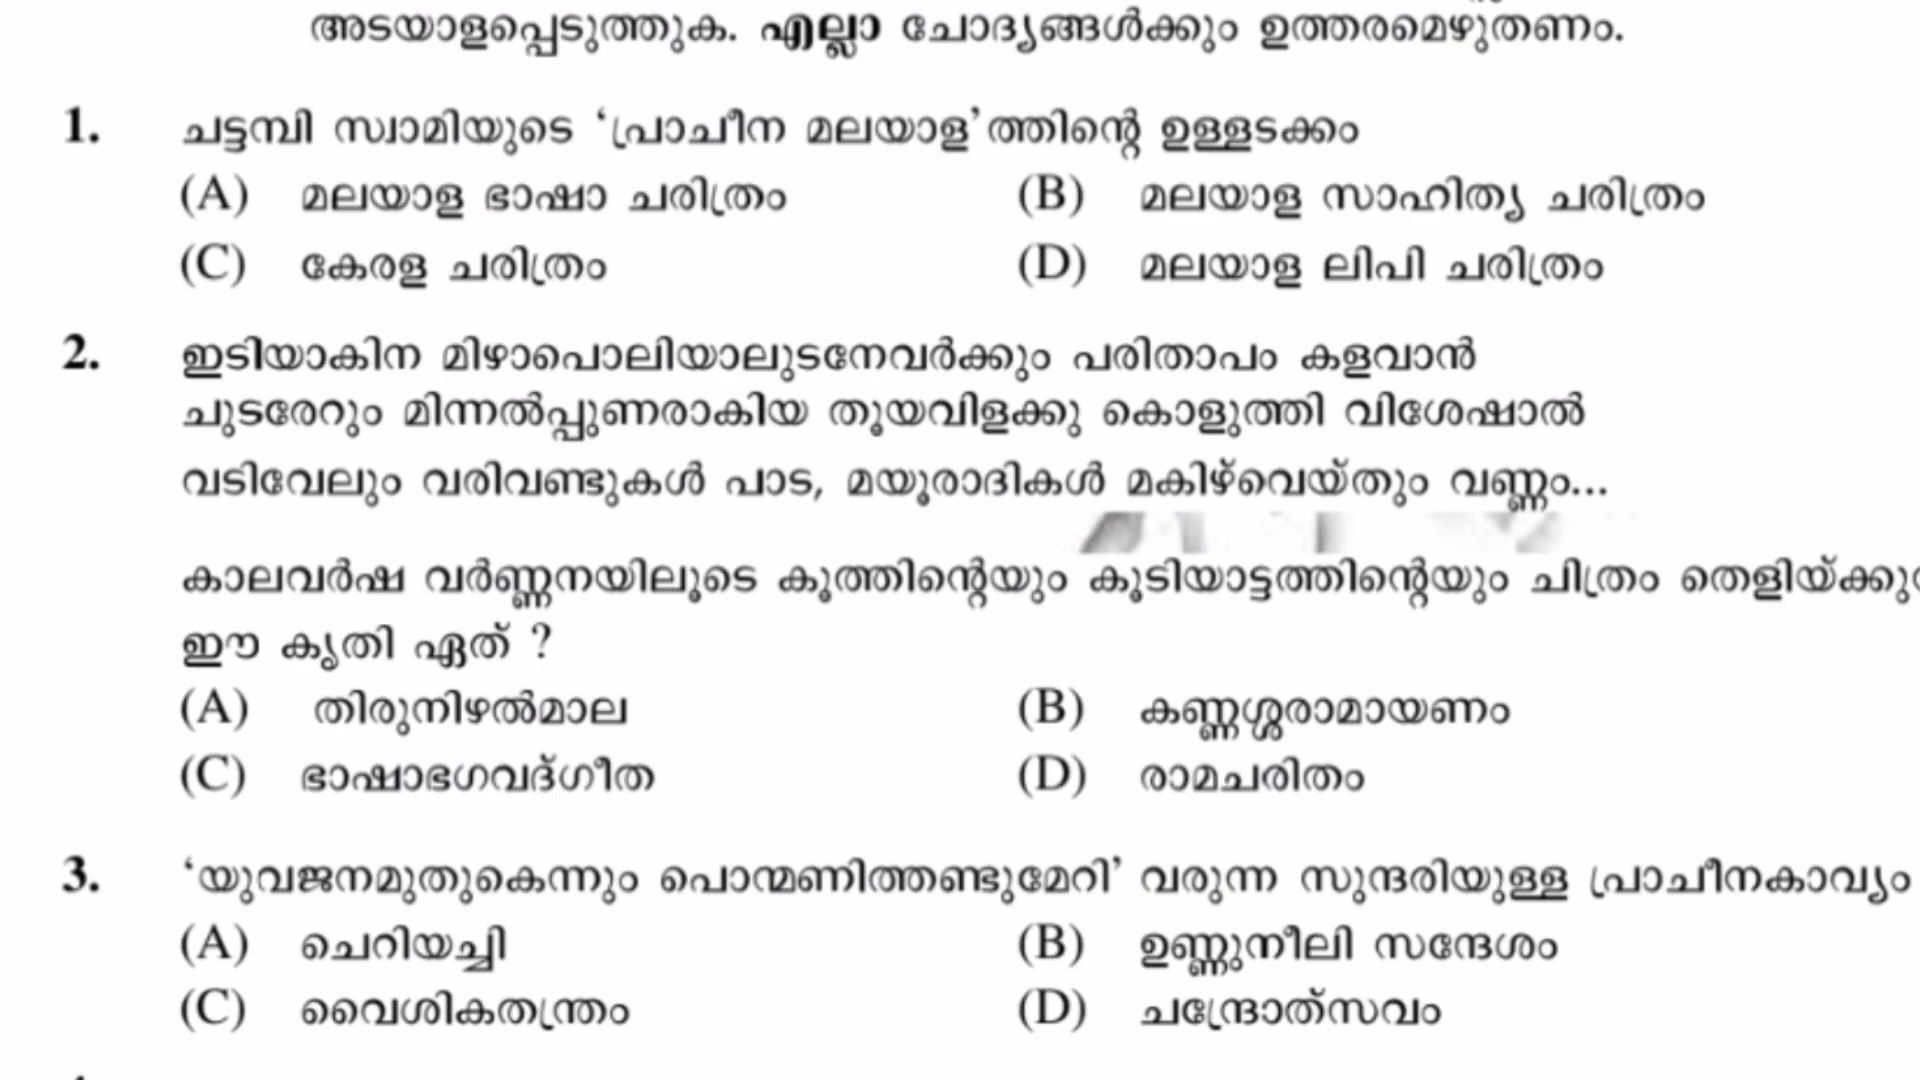 അടയാളപ്പെടുത്തുക. എല്ലാ ചോദ്യങ്ങൾക്കും ഉത്തരമെഴുതണം.
1. ചട്ടമ്പി സ്വാമിയുടെ ‘പ്രാചീന മലയാള’ത്തിന്റെ ഉള്ളടക്കം
(A) മലയാള ഭാഷാ ചരിത്രം (B) മലയാള സാഹിത്യ ചരിത്രം
(C) കേരള ചരിത്രം (D) മലയാള ലിപി ചരിത്രം
2. ഇടിയാകിന മിഴാപൊലിയാലുടനേവർക്കും പരിതാപം കളവാൻ
ചുടരേറും മിന്നൽപ്പുണരാകിയ തൂയവിളക്കു കൊളുത്തി വിശേഷാൽ
വടിവേലും വരിവണ്ടുകൾ പാട, മയൂരാദികൾ മകിഴ്‌വെയ്തും വണ്ണം...
കാലവർഷ വർണ്ണനയിലൂടെ കൂത്തിന്റെയും കൂടിയാട്ടത്തിന്റെയും ചിത്രം
ഈ കൃതി ഏത് ?
(A) തിരുനിഴൽമാല (B) കണ്ണശ്ശരാമായണം
(C) ഭാഷാഭഗവദ്ഗീത (D) രാമചരിതം
3. ‘യുവജനമുതുകെന്നും പൊന്മണിത്തണ്ടുമേറി’ വരുന്ന സുന്ദരിയുള്ള പ്രാചീനകാവ്യം
(A) ചെറിയച്ചി (B) ഉണ്ണുനീലി സന്ദേശം
(C) വൈശികതന്ത്രം (D) ചന്ദ്രോത്സവം